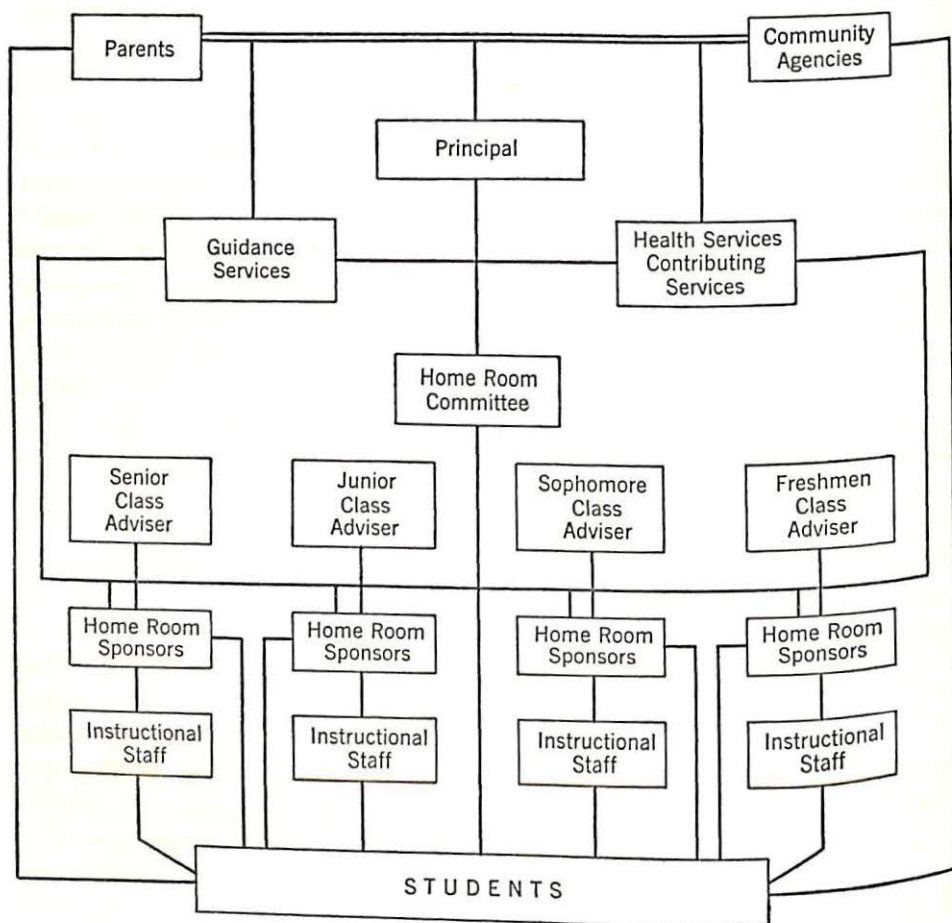 Parents
Community
Agencies
Principal
Guidance
Services
Health Services
Contributing
Services
Home Room
Committee
Senior
Class
Adviser
Junior
Class
Adviser
Sophomore
Class
Adviser
Freshmen
Class
Adviser
Home Room
Sponsors
Home Room
Sponsors
Home Room
Sponsors
Home Room
Sponsors
Instructional
Staff
Instructional
Staff
Instructional
Staff
Instructional
Staff
STUDENTS